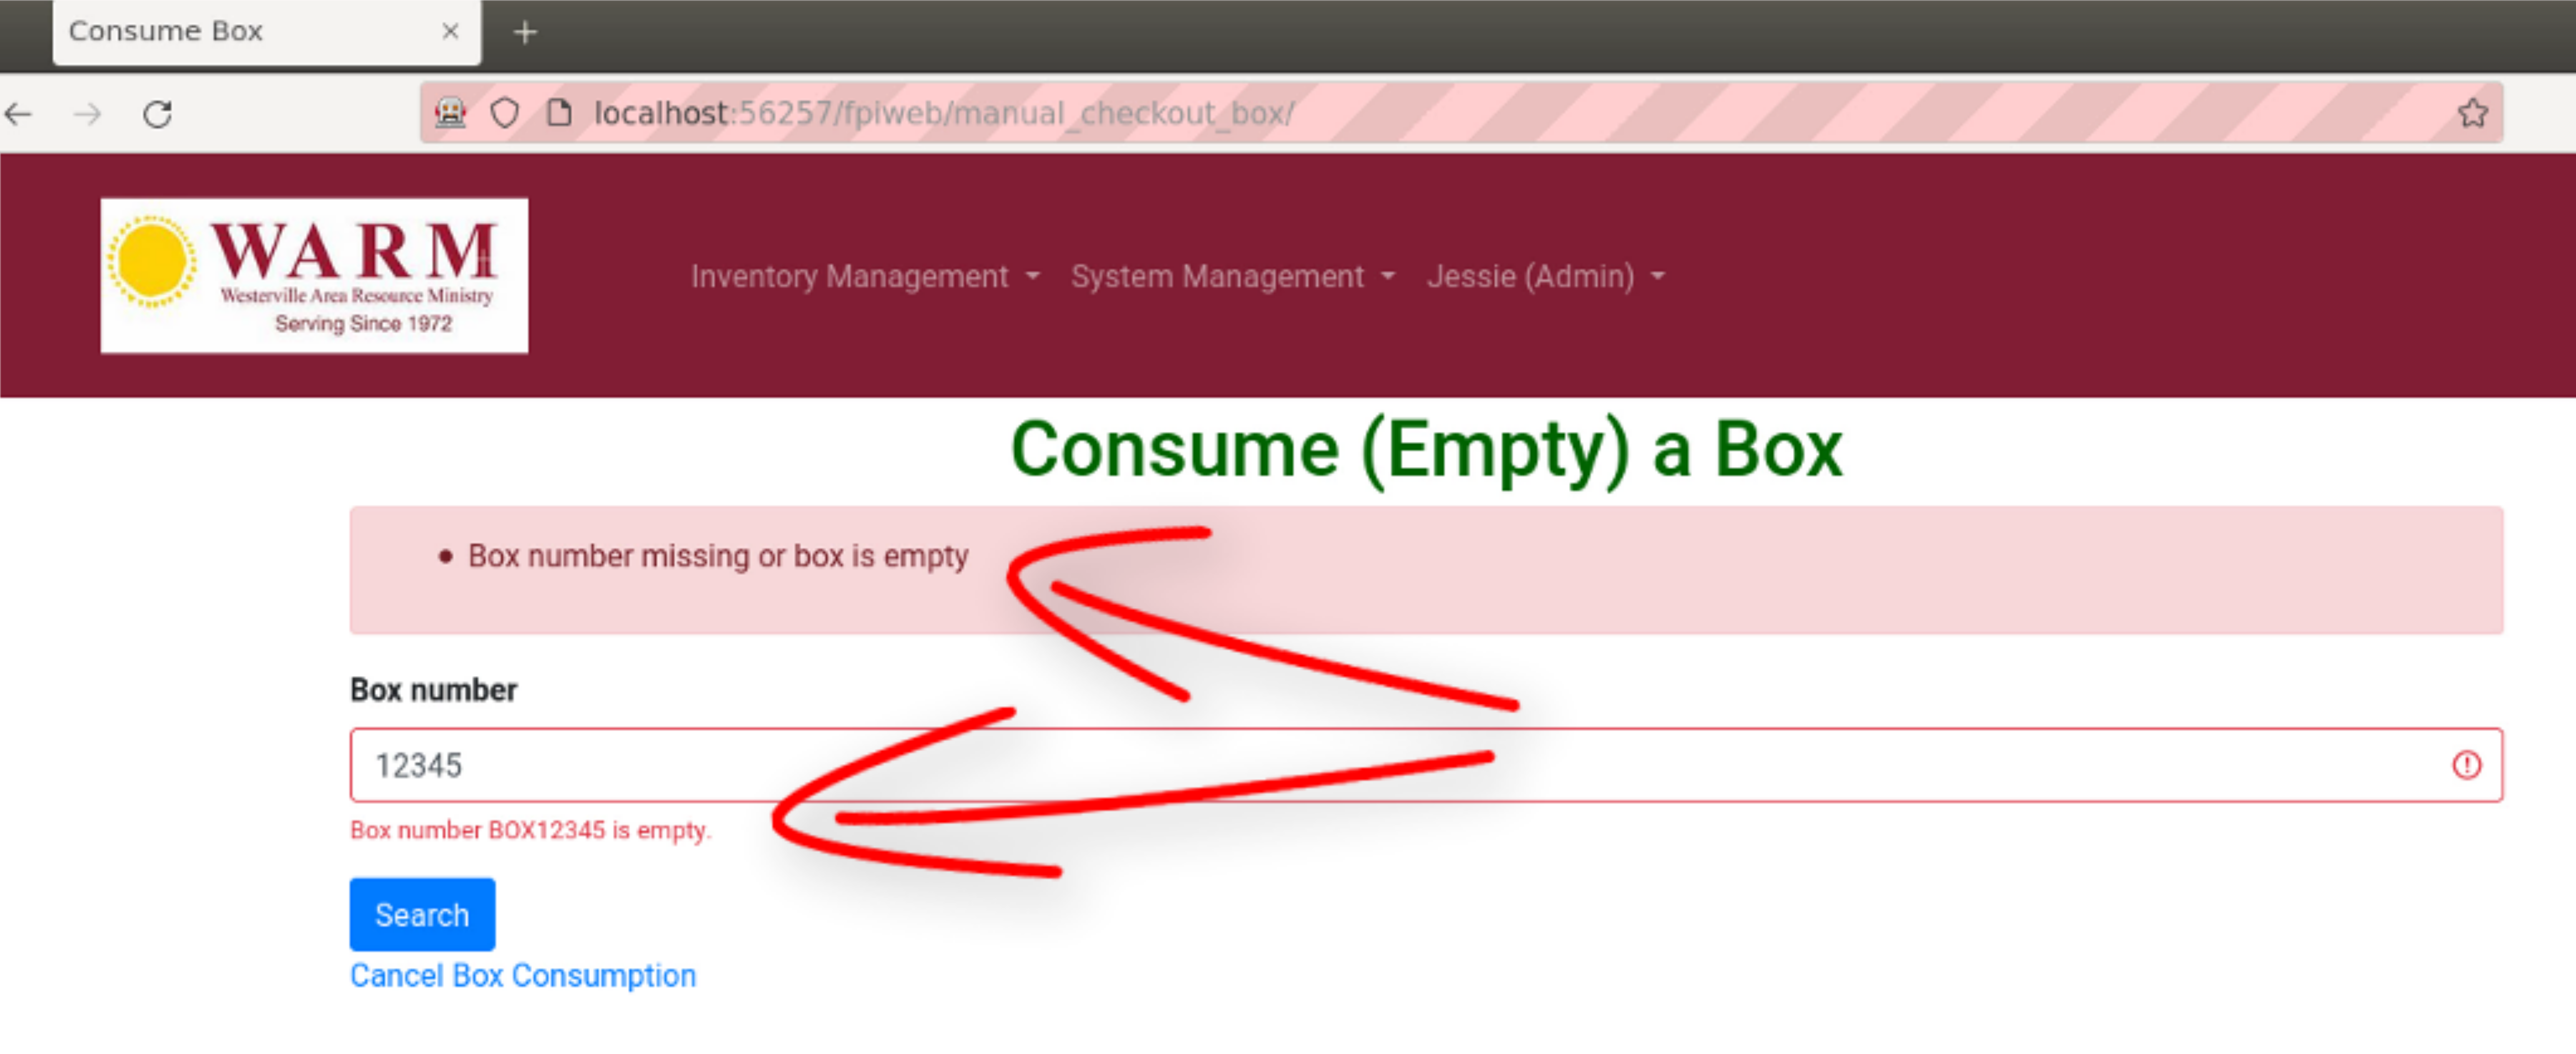 Consume Box
localhost:56257/fpiweb/manual_checkout_box/
WARM
Westerville Area Resource Ministry
Serving Since 1972
Inventory Management System Management Jessie (Admin)
Consume (Empty) a Box
• Box number missing or box is empty
Box number
12345
Box number BOX12345 is empty.
Search
Cancel Box Consumption